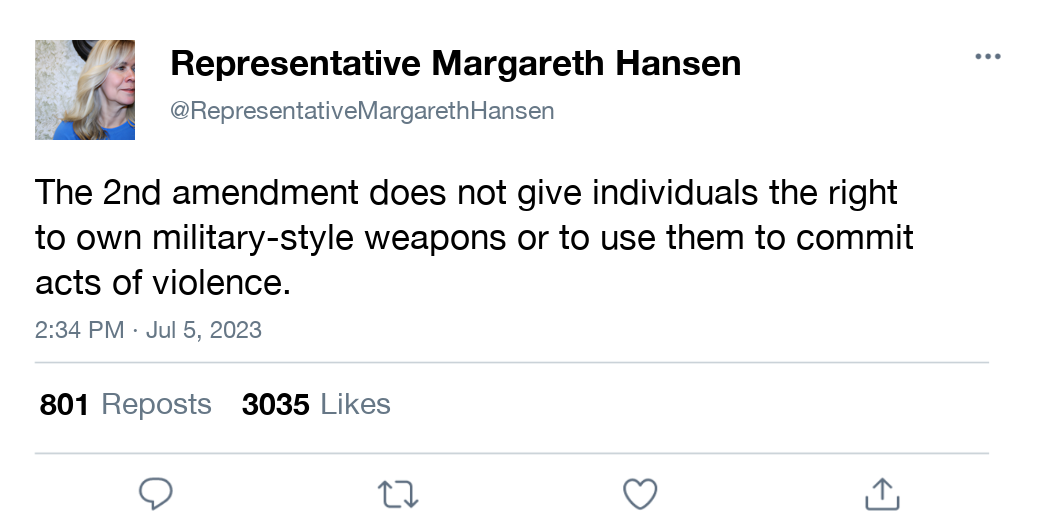 Representative Margareth Hansen
@RepresentativeMargarethHansen
The 2nd amendment does not give individuals the right
to own military-style weapons or to use them to commit
acts of violence.
2:34 PM · Jul 5, 2023
801 Reposts 3035 Likes